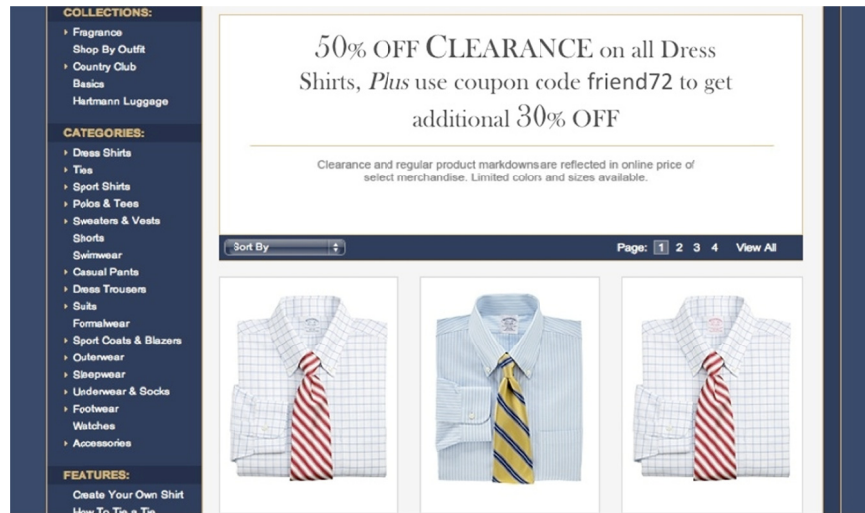 COLLECTIONS:
Fragrance
Shop By Outfit
Country Club
Basics
Hartmann Luggage
CATEGORIES:
Dress Shirts
Ties
Sport Shirts
Polos & Tees
Sweaters & Vests
Shorts
Swimwear
Casual Pants
Dress Trousers
Suits
Formalwear
Sport Coats & Blazers
Outerwear
Sleepwear
Underwear & Socks
Footwear
Watches
Accessories
FEATURES:
Create Your Own Shirt
How To Tie a Tie
50% OFF CLEARANCE on all Dress
Shirts, Plus use coupon code friend72 to get
additional 30% OFF
Clearance and regular product markdowns are reflected in online price of
select merchandise. Limited colors and sizes available.
Sort By
Page: 1 2 3 4 View All